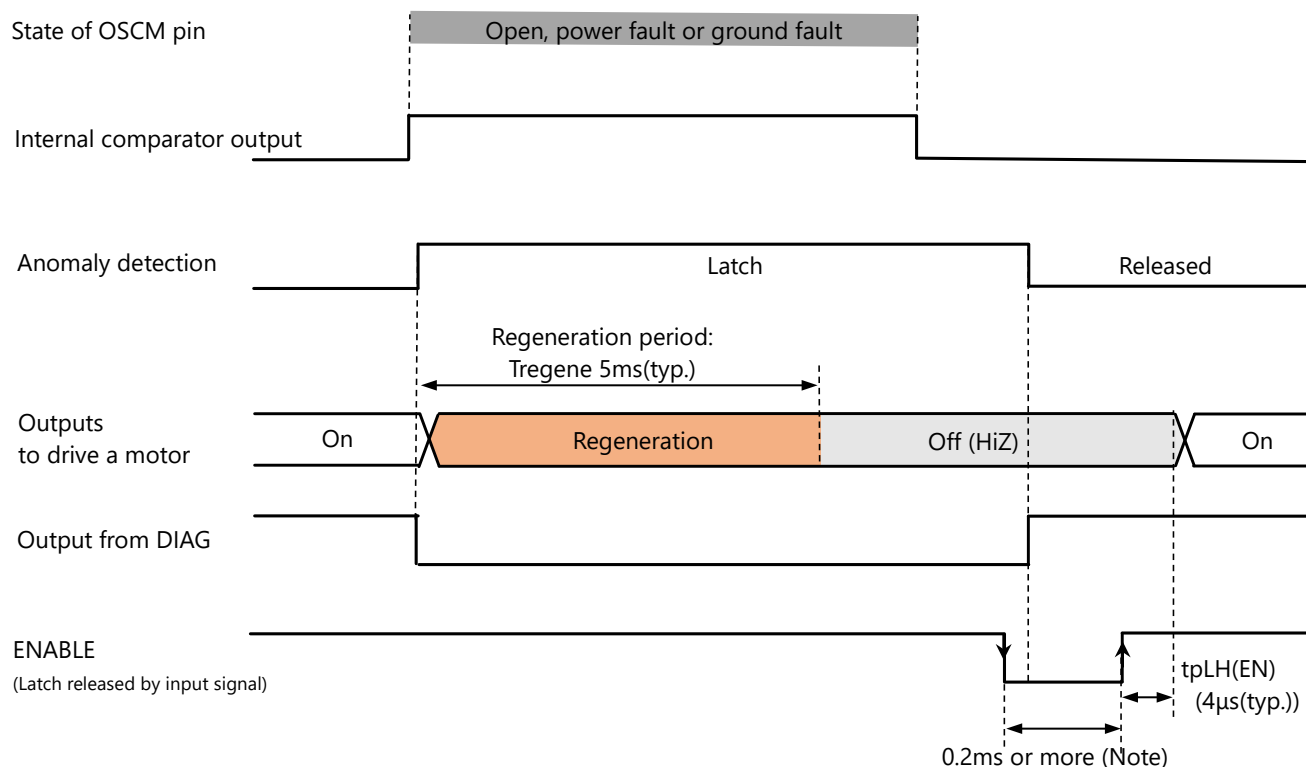 State of OSCM pin
Open, power fault or ground fault
Internal comparator output
Anomaly detection
Latch
Released
Regeneration period:
Tregene 5ms(typ.)
Outputs
to drive a motor
On
Regeneration
Off (HiZ)
On
Output from DIAG
ENABLE
(Latch released by input signal)
tpLH(EN)
(4μs(typ.))
0.2ms or more (Note)